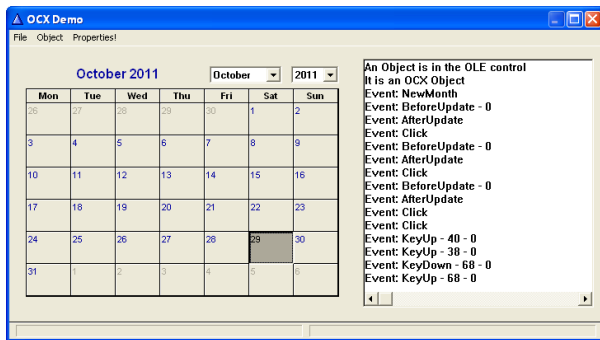 OCX Demo
File Object Properties!
October 2011 October 2011
Mon Tue Wed Thu Fri Sat Sun
26 27 28 29 30 1 2
3 4 5 6 7 8 9
10 11 12 13 14 15 16
17 18 19 20 21 22 23
24 25 26 27 28 29 30
31 1 2 3 4 5 6
An Object is in the OLE control
It is an OCX Object
Event: NewMonth
Event: BeforeUpdate - 0
Event: AfterUpdate
Event: Click
Event: BeforeUpdate - 0
Event: AfterUpdate
Event: Click
Event: BeforeUpdate - 0
Event: AfterUpdate
Event: Click
Event: Click
Event: KeyUp - 40 - 0
Event: KeyUp - 38 - 0
Event: KeyDown - 68 - 0
Event: KeyUp - 68 - 0